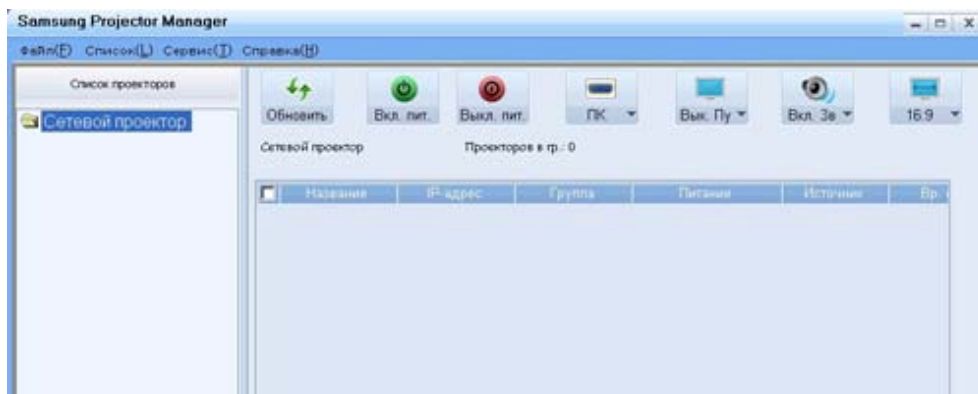 Samsung Projector Manager
Файл(F) Список(L) Сервис(T) Справка(H)
Список проекторов
Обновить Вкл. пит. Выкл. пит. ПК Вык. Пу Вкл. Зв 16:9
Сетевой проектор
Сетевой проектор Проекторов в гр.: 0
Название IP-адрес Группа Питание Источник Вр.